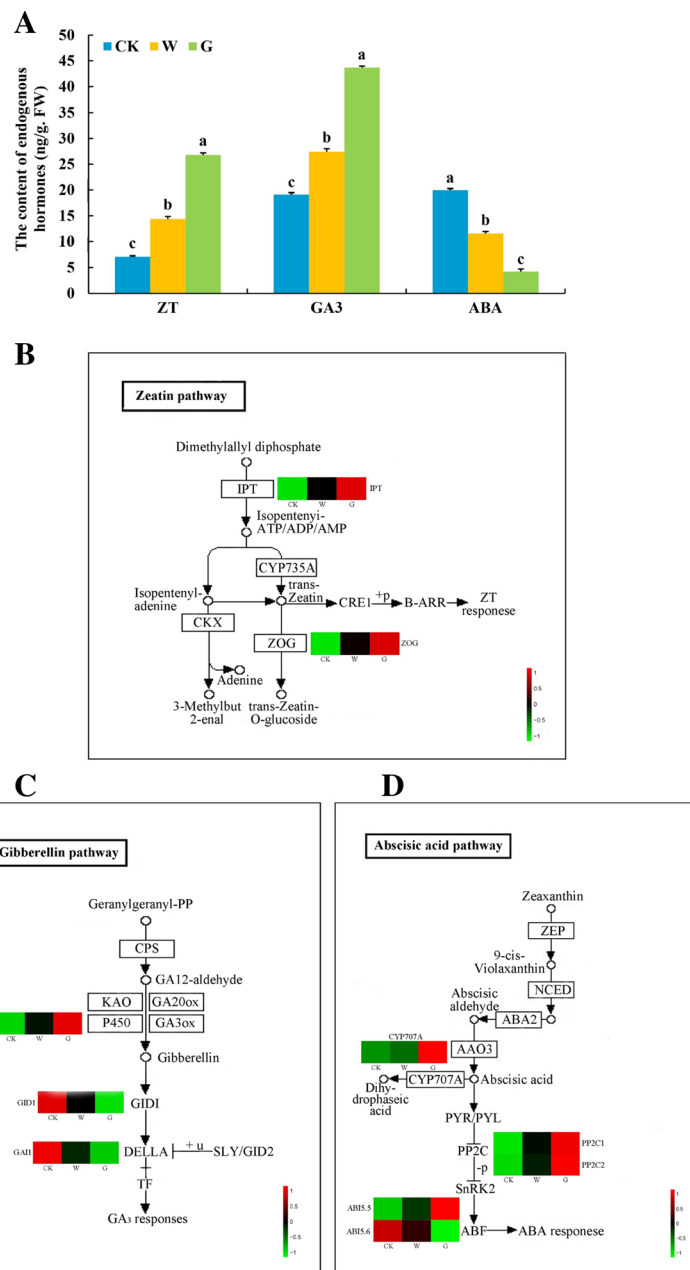 A
CK W G
The content of endogenous
hormones (ng/g. FW)
50
45
40
35
30
25
20
15
10
5
0
c b a
c b a
a b c
ZT GA3 ABA
B
Zeatin pathway
Dimethylallyl diphosphate
IPT
IPT
CK W G
Isopentenyi-
ATP/ADP/AMP
CYP735A
Isopentenyl-
adenine
trans-
Zeatin
CRE1 +p B-ARR ZT
responese
CKX
ZOG
ZOG
CK W G
Adenine
3-Methylbut
2-enal
trans-Zeatin-
O-glucoside
1
0.5
0
−0.5
−1
C
Gibberellin pathway
Geranylgeranyl-PP
CPS
GA12-aldehyde
KAO GA20ox
P450 GA3ox
CK W G
Gibberellin
GID1
GIDI
CK W G
GAI1
DELLA + u SLY/GID2
CK W G
TF
GA3 responses
1
0.5
0
−0.5
−1
D
Abscisic acid pathway
Zeaxanthin
ZEP
9-cis-
Violaxanthin
NCED
Abscisic
aldehyde
ABA2
CYP707A
AAO3
CK W G
CYP707A Abscisic acid
Dihy-
drophaseic
acid
PYR/PYL
PP2C
PP2C1
PP2C2
-p
CK W G
SnRK2
ABI5.5
ABI5.6
ABF ABA responese
CK W G
1
0.5
0
−0.5
−1